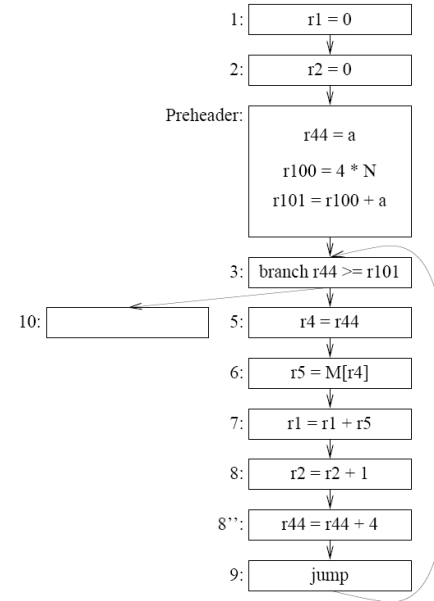 1: r1 = 0
2: r2 = 0
Preheader:
r44 = a
r100 = 4 * N
r101 = r100 + a
3: branch r44 >= r101
10: 5: r4 = r44
6: r5 = M[r4]
7: r1 = r1 + r5
8: r2 = r2 + 1
8’’: r44 = r44 + 4
9: jump